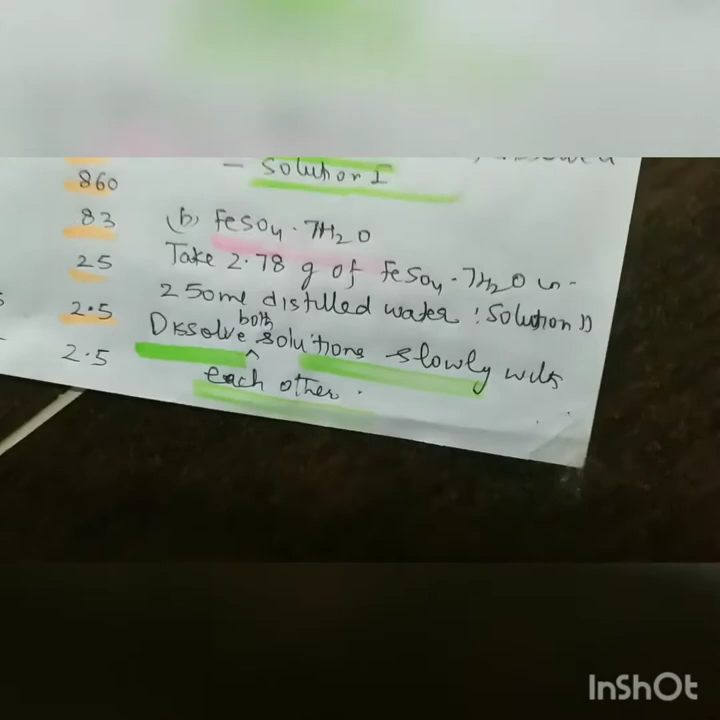 – Solution I
860
83
25
2.5
2.5
(b) FeSO4 . 7H2O
Take 2.78 g of FeSO4 - 7H2O in
250ml distilled water : Solution II
Dissolve both solutions slowly with
each other .
InShOt